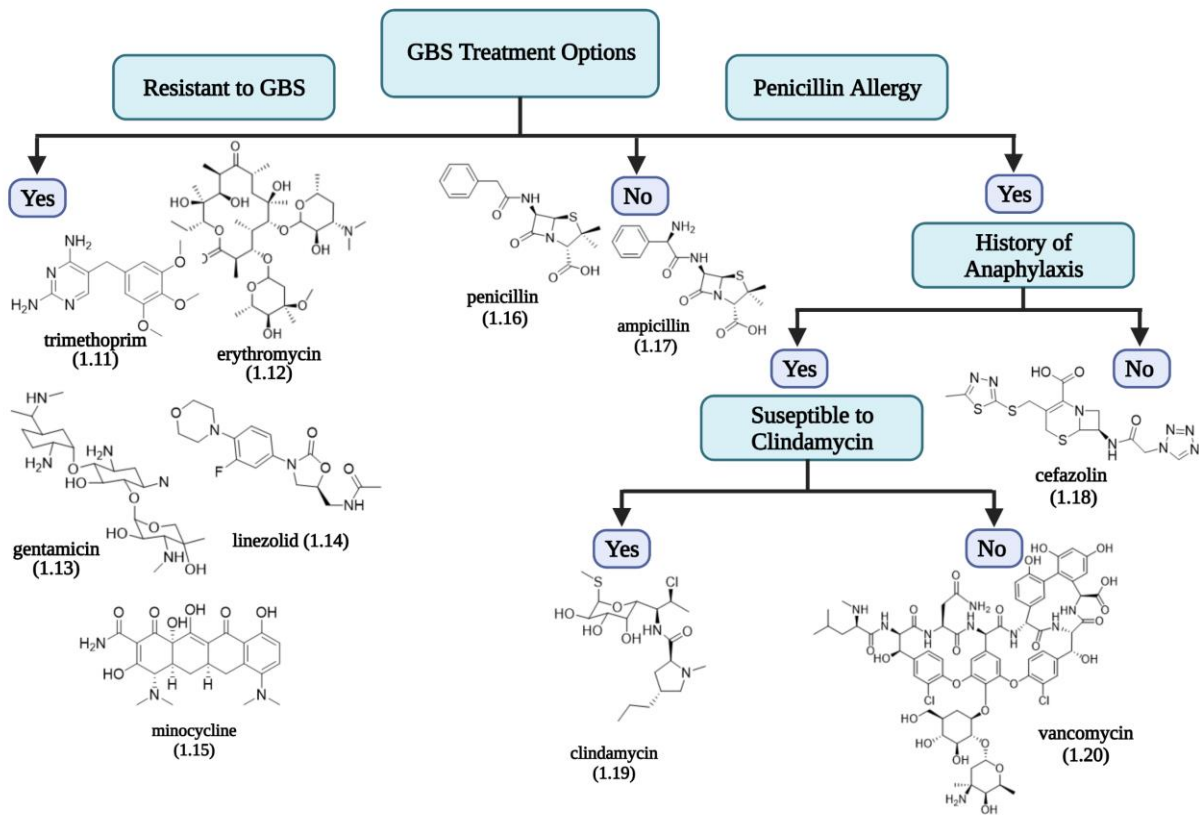 GBS Treatment Options
Resistant to GBS
Penicillin Allergy
Yes
No
Yes
trimethoprim
(1.11)
erythromycin
(1.12)
penicillin
(1.16)
ampicillin
(1.17)
History of
Anaphylaxis
Yes
No
gentamicin
(1.13)
linezolid (1.14)
Suseptible to
Clindamycin
cefazolin
(1.18)
Yes
No
minocycline
(1.15)
clindamycin
(1.19)
vancomycin
(1.20)